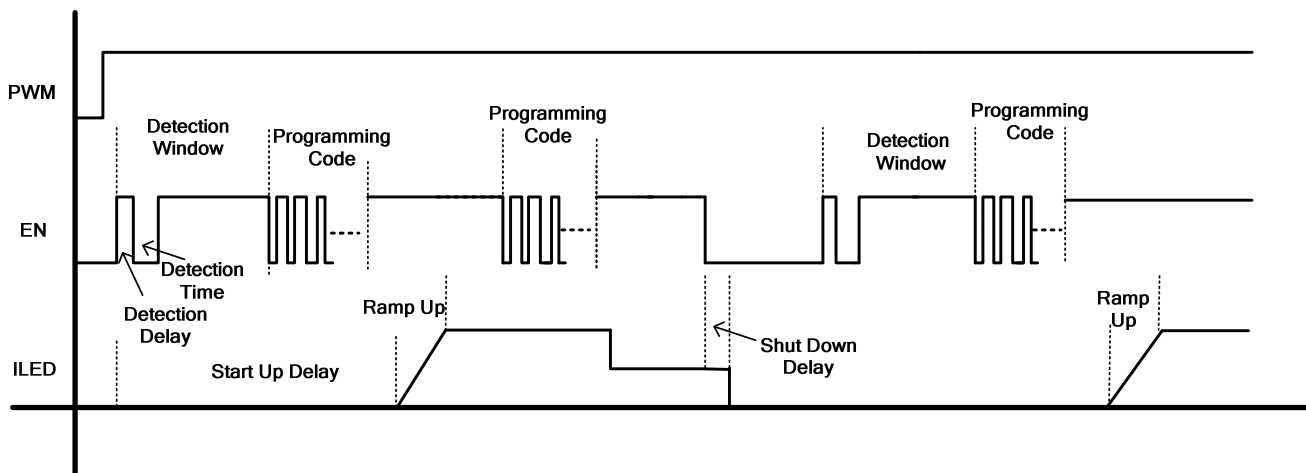 PWM
Detection
Window
Programming
Code
Programming
Code
Detection
Window
Programming
Code
EN
Detection
Time
Detection
Delay
Ramp Up
Ramp
Up
ILED
Start Up Delay
Shut Down
Delay